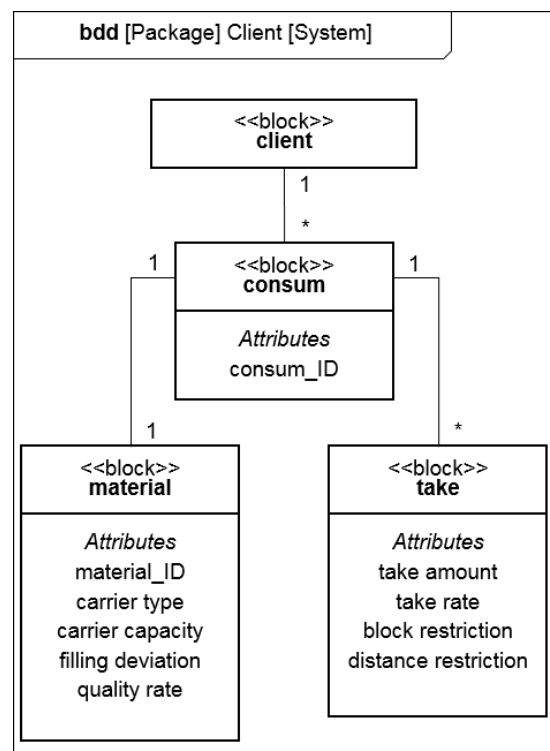 bdd [Package] Client [System]
<<block>>
client
1
*
1
<<block>>
consum
1
Attributes
consum_ID
1
*
<<block>>
material
Attributes
material_ID
carrier type
carrier capacity
filling deviation
quality rate
<<block>>
take
Attributes
take amount
take rate
block restriction
distance restriction